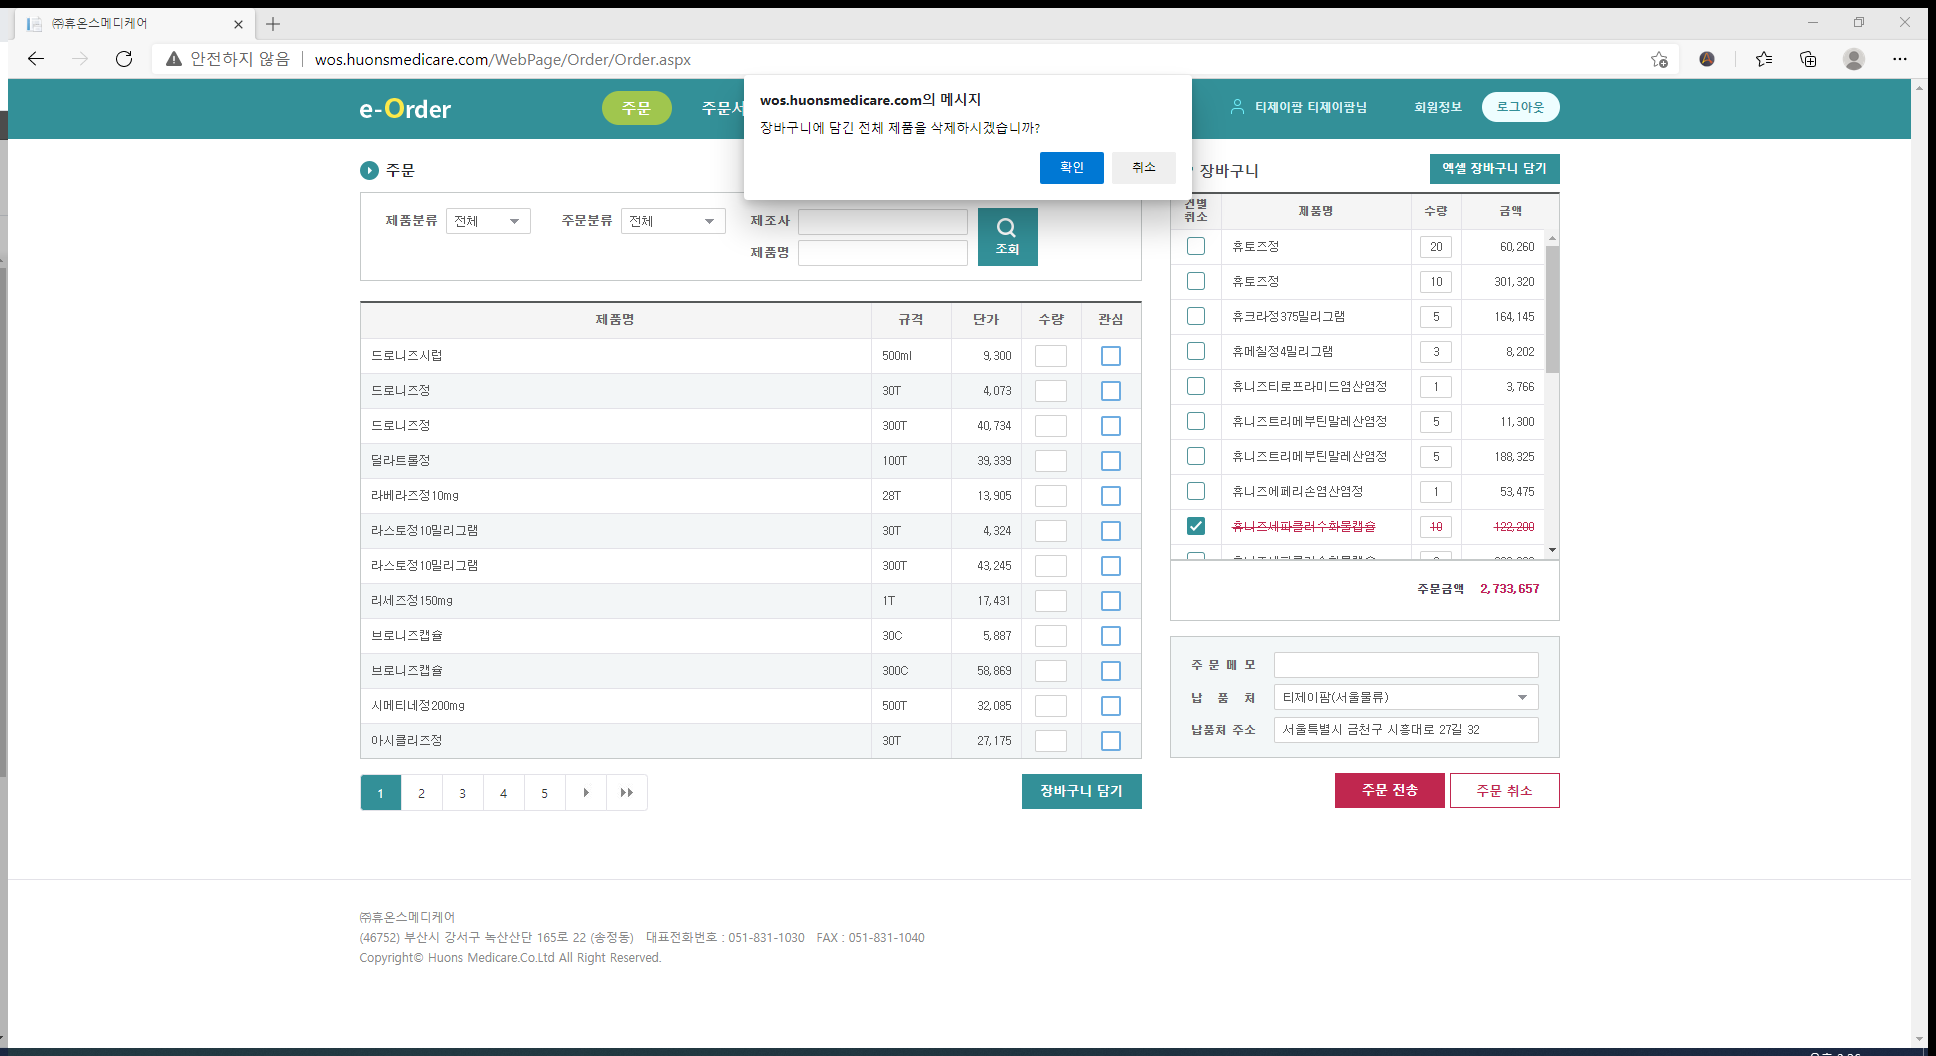 ㈜휴온스메디케어
안전하지 않음 wos.huonsmedicare.com/WebPage/Order/Order.aspx
e-Order
주문
주문서
wos.huonsmedicare.com의 메시지
장바구니에 담긴 전체 제품을 삭제하시겠습니까?
확인 취소
티제이팜 티제이팜님 회원정보 로그아웃
주문
제품분류 전체 주문분류 전체 제조사
제품명
조회
제품명 규격 단가 수량 관심
드로니즈시럽 500ml 9,300
드로니즈정 30T 4,073
드로니즈정 300T 40,734
딜라트롤정 100T 39,339
라베라즈정10mg 28T 13,905
라스토정10밀리그램 30T 4,324
라스토정10밀리그램 300T 43,245
리세즈정150mg 1T 17,431
브로니즈캡슐 30C 5,887
브로니즈캡슐 300C 58,869
시메티네정200mg 500T 32,085
아시클리즈정 30T 27,175
1 2 3 4 5
장바구니 담기
장바구니 엑셀 장바구니 담기
건별 취소 제품명 수량 금액
휴토즈정 20 60,260
휴토즈정 10 301,320
휴크라정375밀리그램 5 164,145
휴메칠정4밀리그램 3 8,202
휴니즈티로프라미드염산염정 1 3,766
휴니즈트리메부틴말레산염정 5 11,300
휴니즈트리메부틴말레산염정 5 188,325
휴니즈에페리손염산염정 1 53,475
휴니즈세파클러수화물캡슐 10 122,200
주문금액 2,733,657
주문메모
납품처 티제이팜(서울물류)
납품처 주소 서울특별시 금천구 시흥대로 27길 32
주문 전송 주문 취소
㈜휴온스메디케어
(46752) 부산시 강서구 녹산산단 165로 22 (송정동) 대표전화번호 : 051-831-1030 FAX : 051-831-1040
Copyright© Huons Medicare.Co.Ltd All Right Reserved.